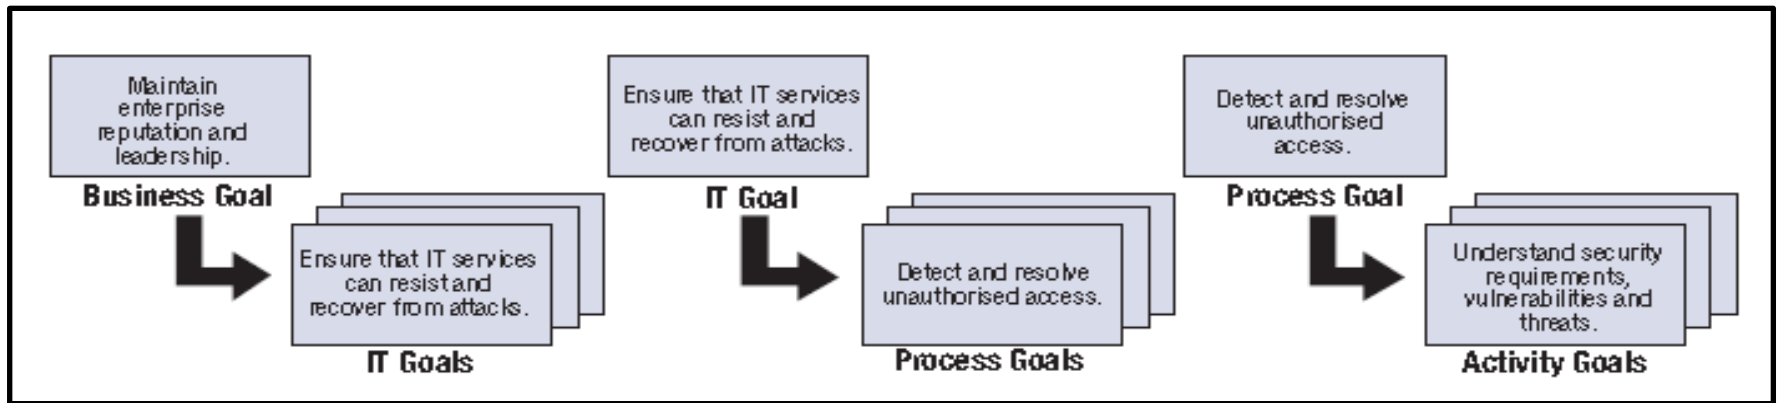 Maintain
enterprise
reputation and
leadership.
Business Goal
Ensure that IT services
can resist and
recover from attacks.
IT Goals
Ensure that IT services
can resist and
recover from attacks.
IT Goal
Detect and resolve
unauthorised access.
Process Goals
Detect and resolve
unauthorised
access.
Process Goal
Understand security
requirements,
vulnerabilities and
threats.
Activity Goals